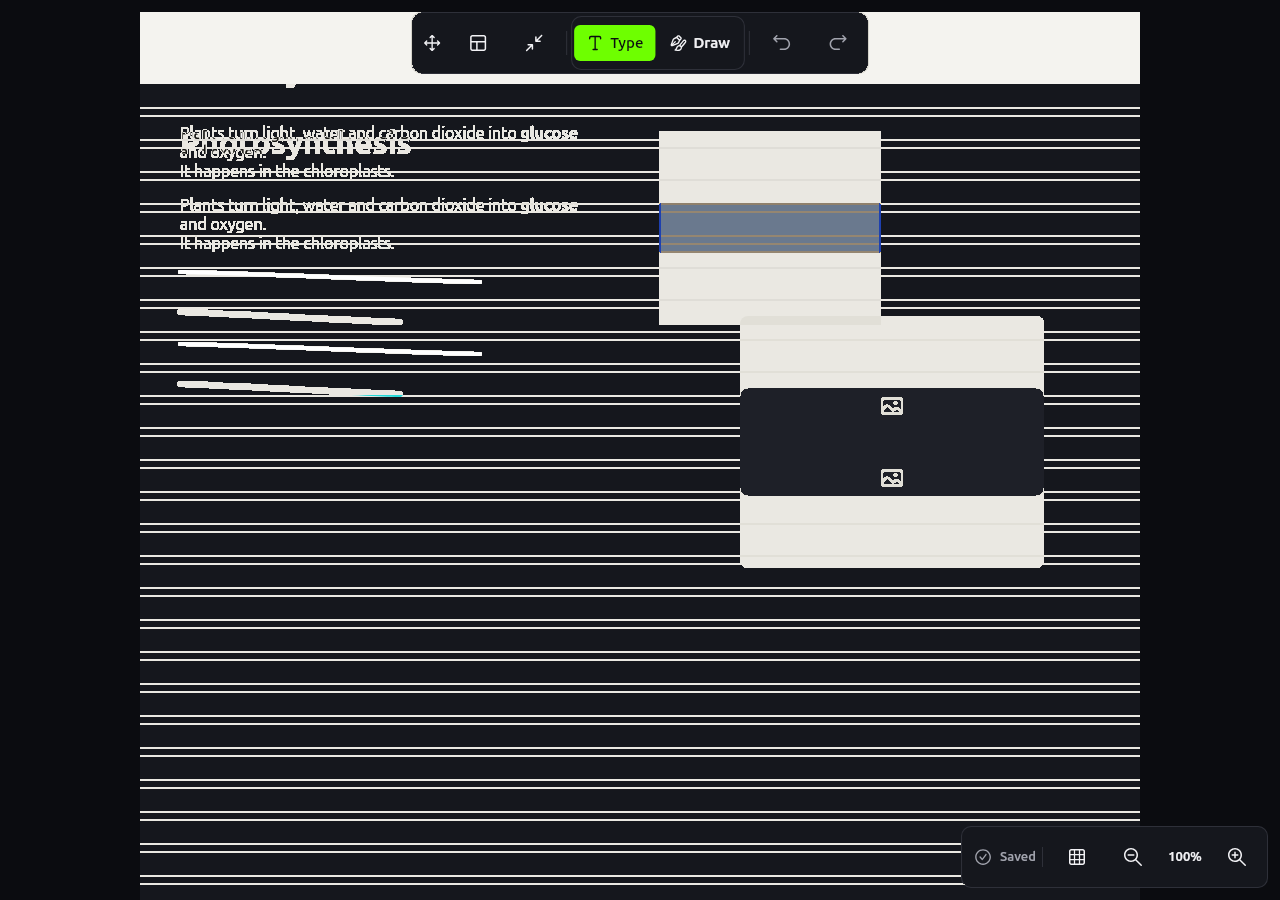 Type
Draw
Plants turn light, water and carbon dioxide into glucose
Photosynthesis
and oxygen.
It happens in the chloroplasts.
Plants turn light, water and carbon dioxide into glucose
and oxygen.
It happens in the chloroplasts.
Saved
100%